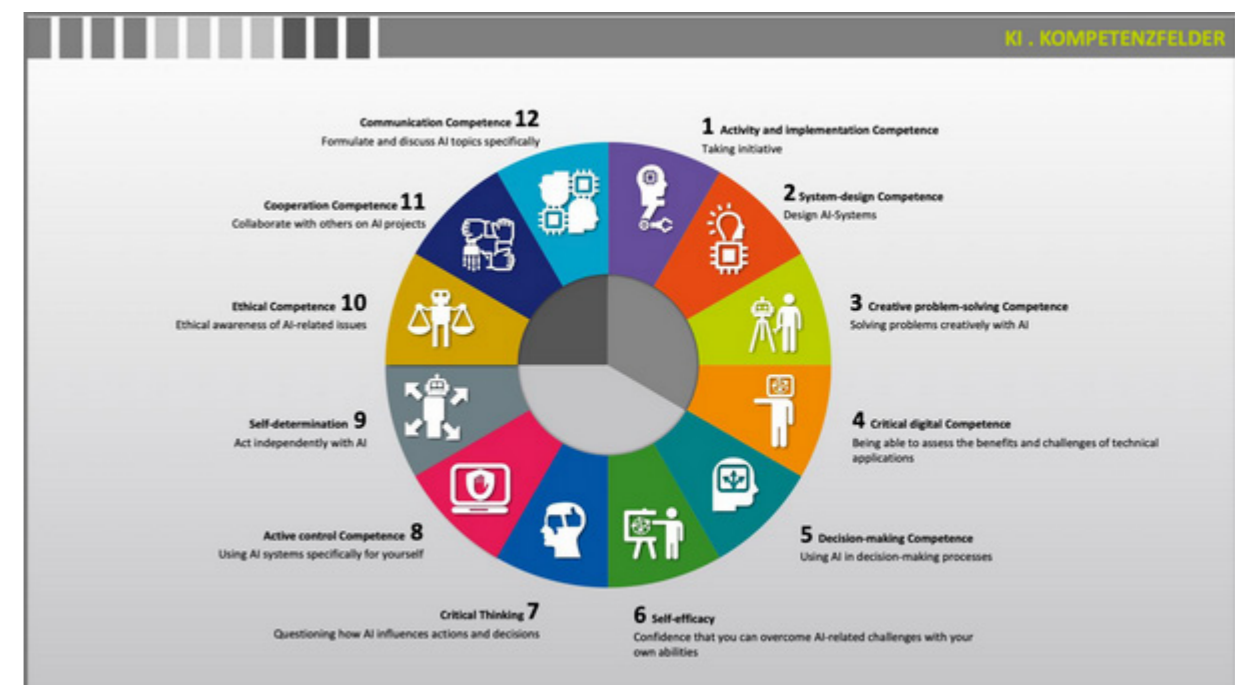 KI . KOMPETENZFELDER
1 Activity and implementation Competence
Taking initiative
2 System-design Competence
Design AI-Systems
3 Creative problem-solving Competence
Solving problems creatively with AI
4 Critical digital Competence
Being able to assess the benefits and challenges of technical
applications
5 Decision-making Competence
Using AI in decision-making processes
6 Self-efficacy
Confidence that you can overcome AI-related challenges with your
own abilities
Critical Thinking 7
Questioning how AI influences actions and decisions
Active control Competence 8
Using AI systems specifically for yourself
Self-determination 9
Act independently with AI
Ethical Competence 10
Ethical awareness of AI-related issues
Cooperation Competence 11
Collaborate with others on AI projects
Communication Competence 12
Formulate and discuss AI topics specifically